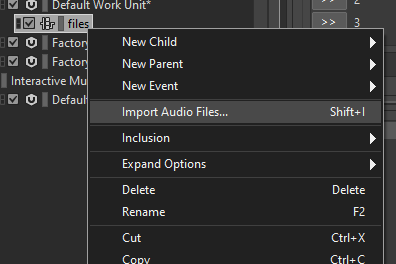 Default Work Unit*
>> 2
files
>> 3
Factory
Factory
Interactive Mu
Defau
New Child
New Parent
New Event
Import Audio Files... Shift+I
Inclusion
Expand Options
Delete Delete
Rename F2
Cut Ctrl+X
Copy Ctrl+C